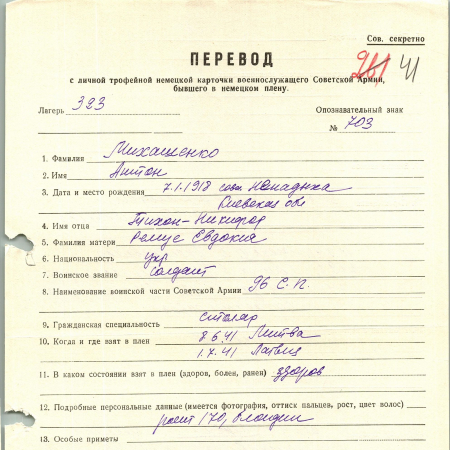 Сов. секретно
ПЕРЕВОД
41
с личной трофейной немецкой карточки военнослужащего Советской Армии,
бывшего в немецком плену.
Лагерь 323
Опознавательный знак
№ 703
1. Фамилия Михашенко
2. Имя Антон
3. Дата и место рождения 7.1.1918
Киевская обл
4. Имя отца Тихон-Никифор
5. Фамилия матери Евдокия
6. Национальность укр
7. Воинское звание солдат
8. Наименование воинской части Советской Армии 96 С.П.
9. Гражданская специальность столяр
10. Когда и где взят в плен 8.6.41 Литва
1.7.41 Латвия
11. В каком состоянии взят в плен (здоров, болен, ранен) здоров
12. Подробные персональные данные (имеется фотография, оттиск пальцев, рост, цвет волос)
рост 170, блондин
13. Особые приметы